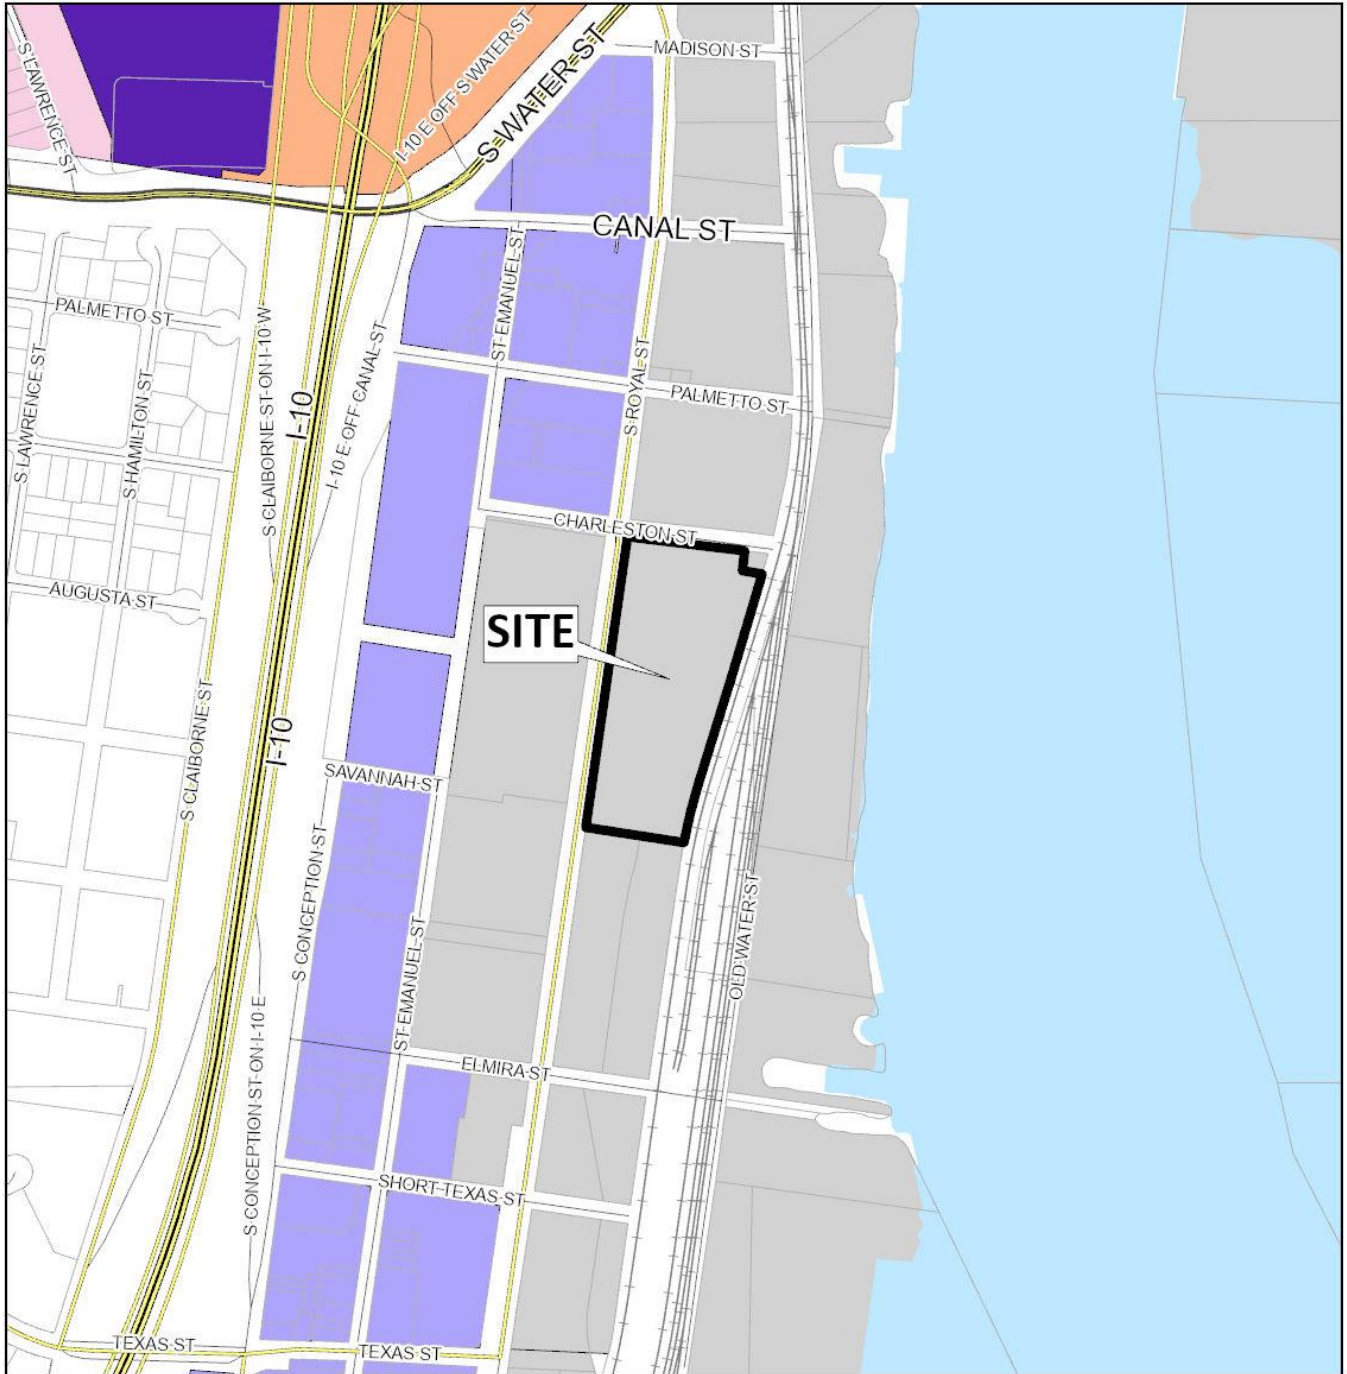 MADISON ST
S LAWRENCE ST
I-10 E OFF S WATER ST
S WATER ST
CANAL ST
PALMETTO ST
ST EMANUEL ST
S LAWRENCE ST
S HAMILTON ST
S CLAIBORNE ST ON I-10 W
I-10
I-10 E OFF CANAL ST
S ROYAL ST
PALMETTO ST
CHARLESTON ST
AUGUSTA ST
SITE
S CLAIBORNE ST
I-10
SAVANNAH ST
S CONCEPTION ST
ST EMANUEL ST
OLD WATER ST
S CONCEPTION ST ON I-10 E
ELMIRA ST
SHORT TEXAS ST
TEXAS ST
TEXAS ST